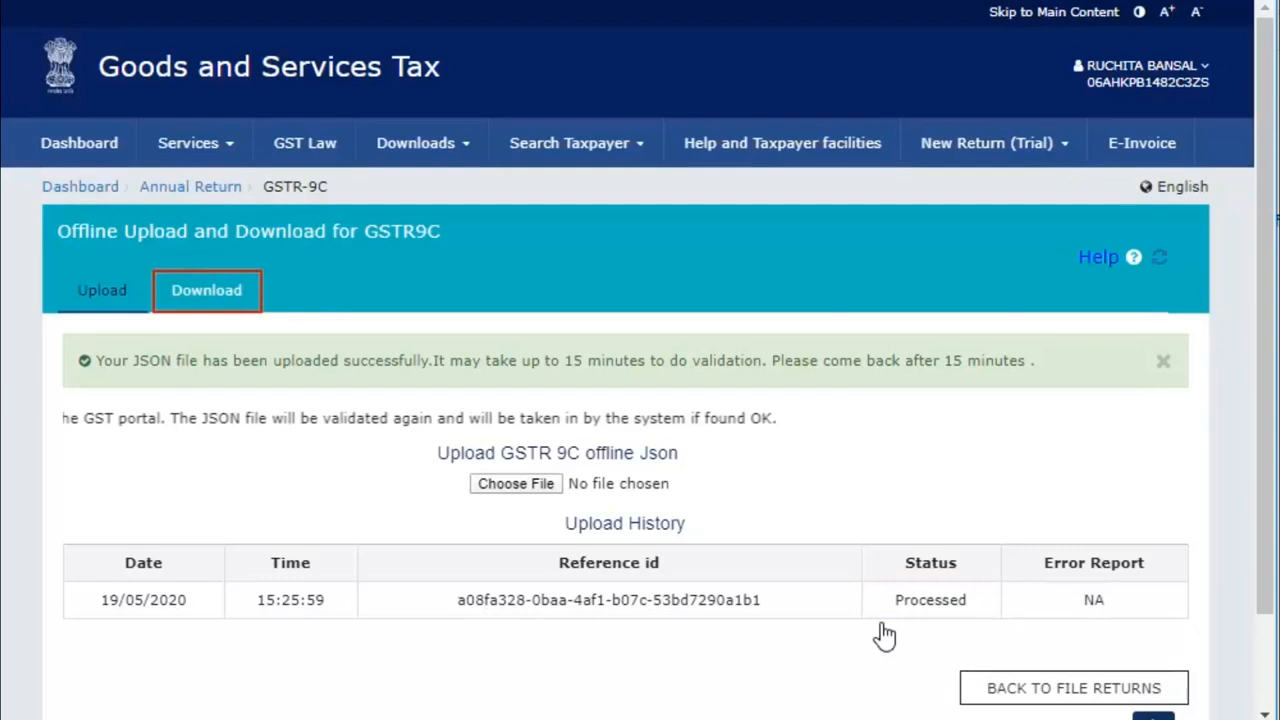 Skip to Main Content A+ A-
Goods and Services Tax
RUCHITA BANSAL
06AHKPB1482C3ZS
Dashboard Services GST Law Downloads Search Taxpayer Help and Taxpayer facilities New Return (Trial) E-Invoice
Dashboard Annual Return GSTR-9C English
Offline Upload and Download for GSTR9C
Help ?
Upload Download
Your JSON file has been uploaded successfully.It may take up to 15 minutes to do validation. Please come back after 15 minutes .
he GST portal. The JSON file will be validated again and will be taken in by the system if found OK.
Upload GSTR 9C offline Json
Choose File No file chosen
Upload History
Date Time Reference id Status Error Report
19/05/2020 15:25:59 a08fa328-0baa-4af1-b07c-53bd7290a1b1 Processed NA
BACK TO FILE RETURNS